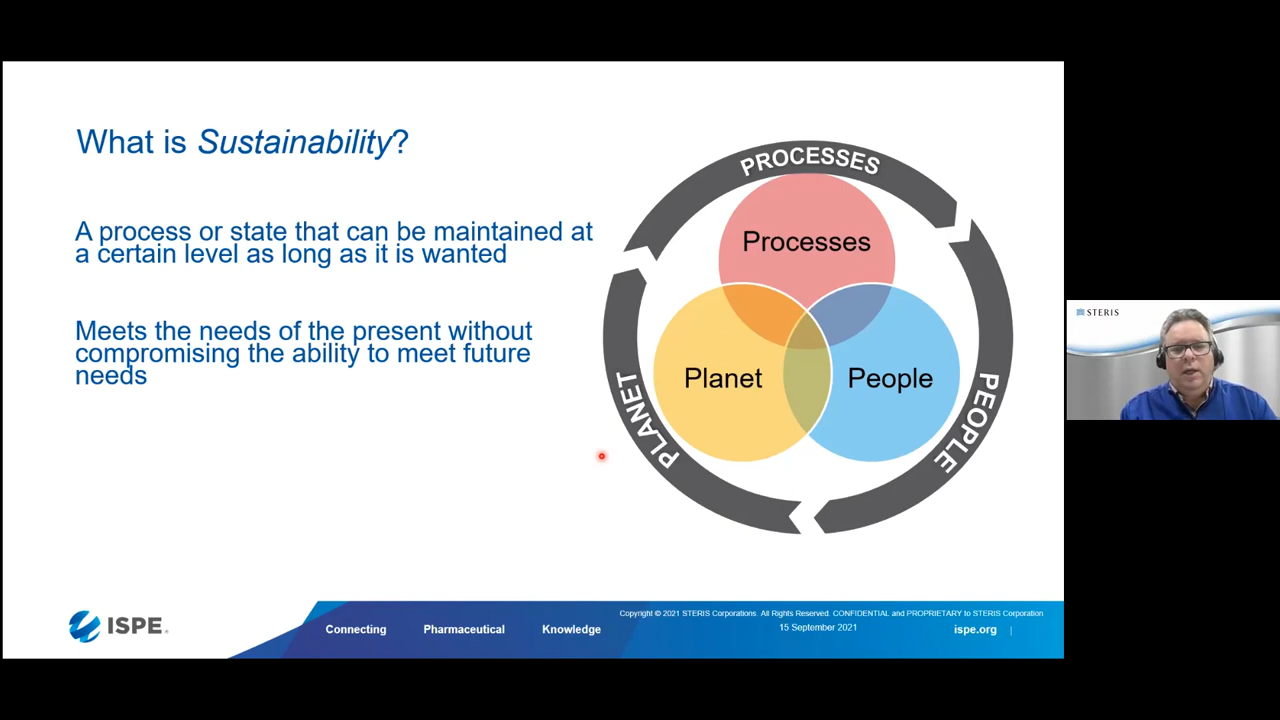 What is Sustainability?
A process or state that can be maintained at
a certain level as long as it is wanted
Meets the needs of the present without
compromising the ability to meet future
needs
PROCESSES
PEOPLE
PLANET
Processes
Planet
People
STERIS
ISPE
Connecting
Pharmaceutical
Knowledge
Copyright © 2021 STERIS Corporations. All Rights Reserved. CONFIDENTIAL and PROPRIETARY to STERIS Corporation
15 September 2021
ispe.org |